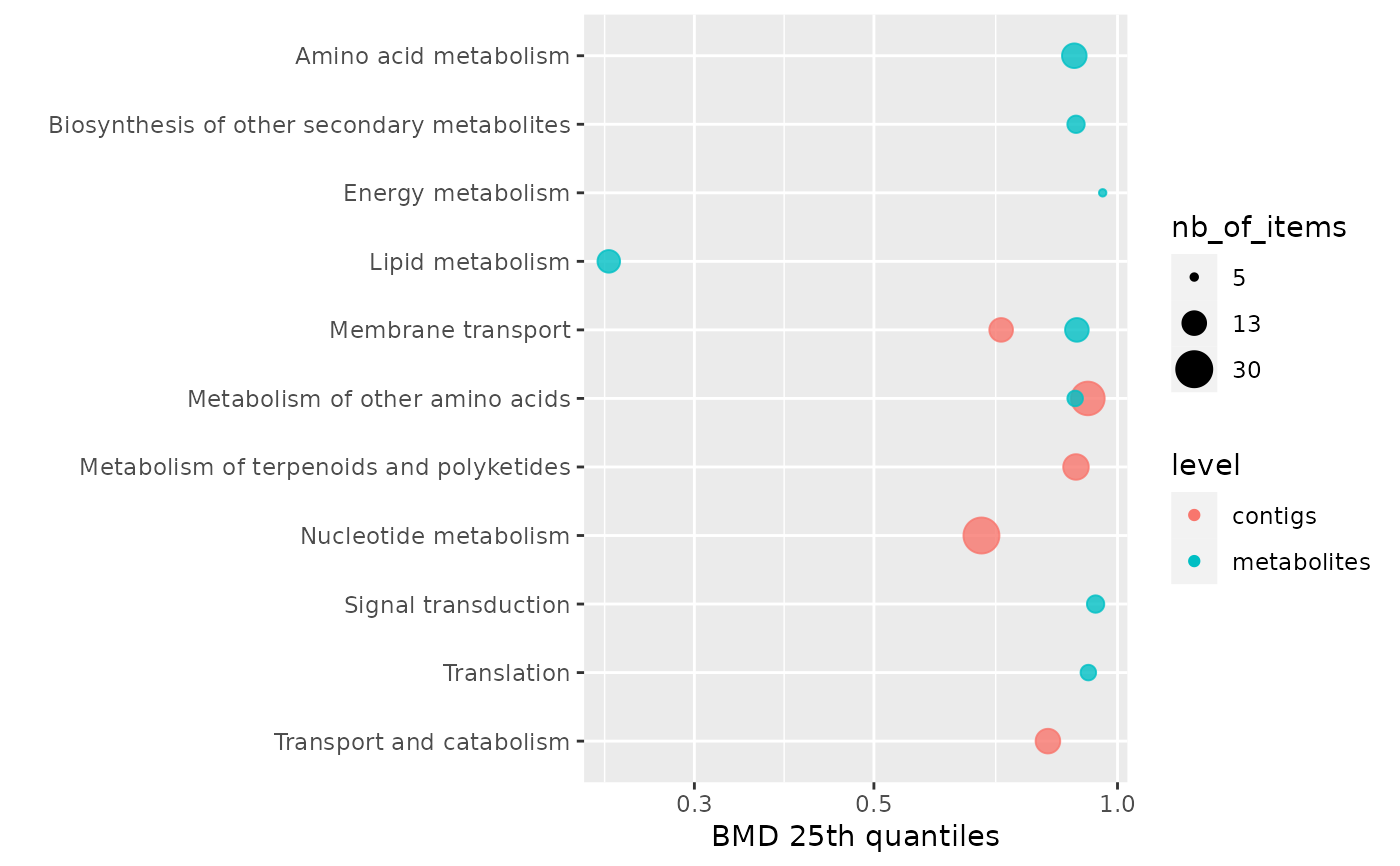 Amino acid metabolism
Biosynthesis of other secondary metabolites
Energy metabolism
Lipid metabolism
Membrane transport
Metabolism of other amino acids
Metabolism of terpenoids and polyketides
Nucleotide metabolism
Signal transduction
Translation
Transport and catabolism
0.3 0.5 1.0
BMD 25th quantiles
nb_of_items
5
13
30
level
contigs
metabolites